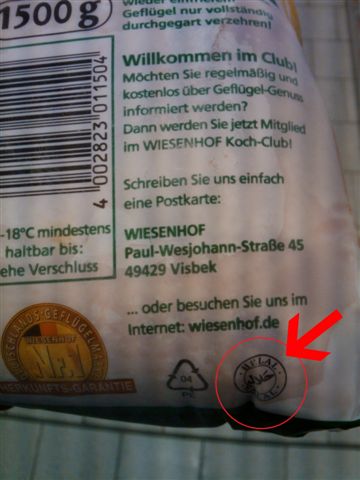 1500 g
Geflügel nur vollständig
durchgegart verzehren!
Willkommen im Club!
Möchten Sie regelmäßig und
kostenlos über Geflügel-Genuss
informiert werden?
Dann werden Sie jetzt Mitglied
im WIESENHOF Koch-Club!
4 002823 011504
Schreiben Sie uns einfach
eine Postkarte:
-18°C mindestens
haltbar bis:
ehe Verschluss
WIESENHOF
Paul-Wesjohann-Straße 45
49429 Visbek
... oder besuchen Sie uns im
Internet: wiesenhof.de
DEUTSCHLANDS-GEFLÜGELMARKE
WIESENHOF
Nr.1
HERKUNFTS-GARANTIE
04
HELAL